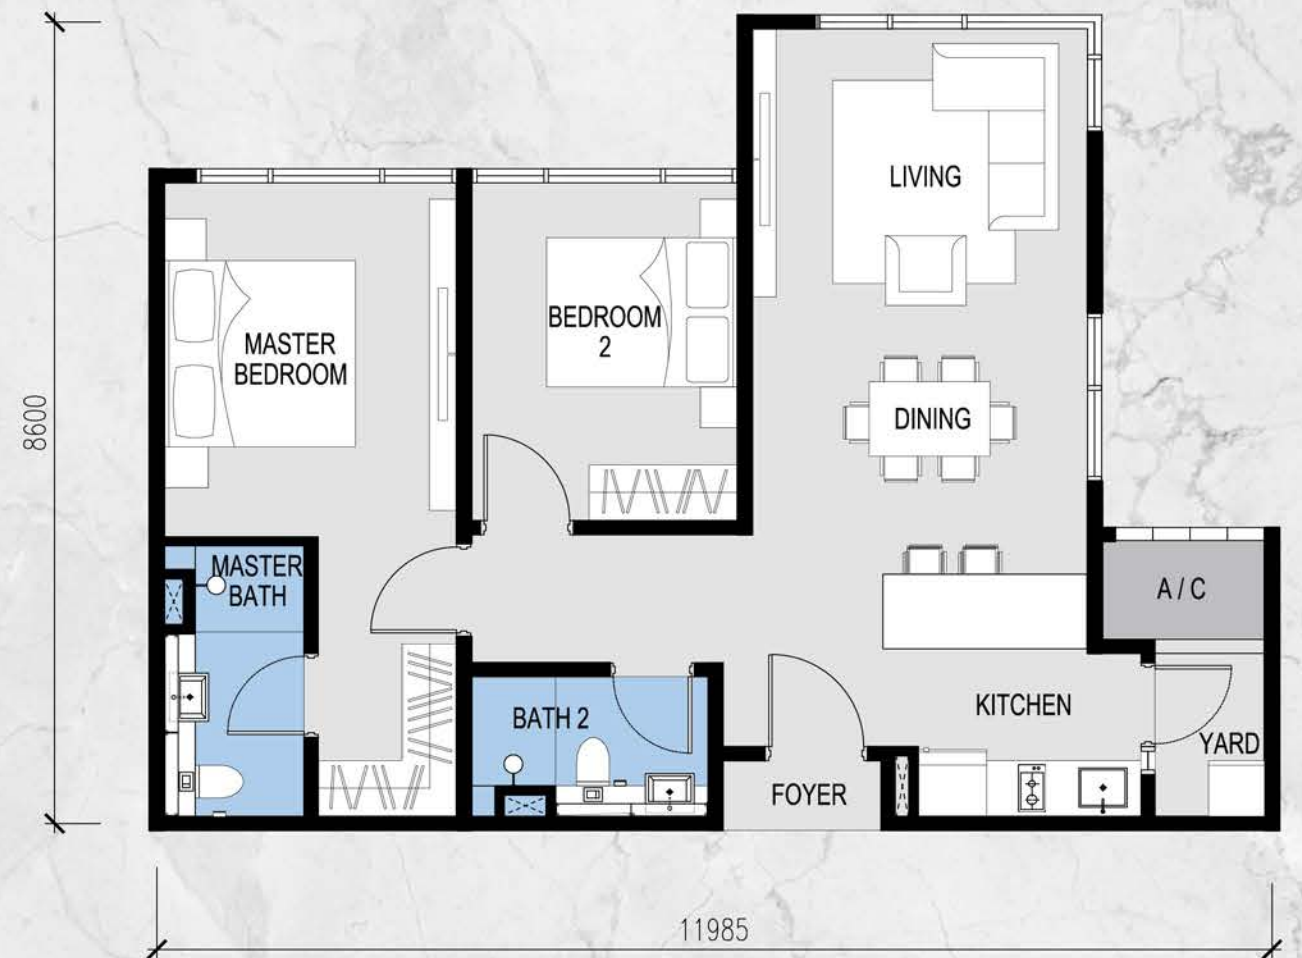 LIVING
8600
MASTER
BEDROOM
BEDROOM
2
DINING
MASTER
BATH
A / C
BATH 2
KITCHEN
YARD
FOYER
11985